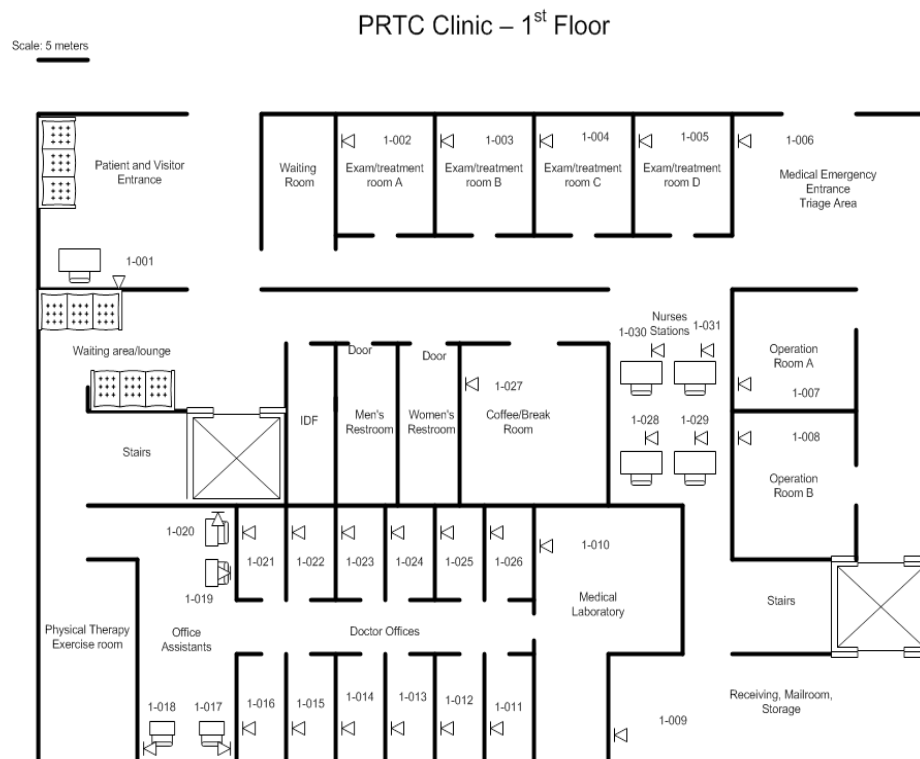 PRTC Clinic – 1st Floor
Scale: 5 meters
1-002
1-003
1-004
1-005
1-006
Patient and Visitor
Entrance
Waiting
Room
Exam/treatment
room A
Exam/treatment
room B
Exam/treatment
room C
Exam/treatment
room D
Medical Emergency
Entrance
Triage Area
1-001
Nurses
Stations
1-030
1-031
Waiting area/lounge
Door
Door
Operation
Room A
1-007
1-027
IDF
Men's
Restroom
Women's
Restroom
Coffee/Break
Room
1-028
1-029
1-008
Stairs
Operation
Room B
1-020
1-021
1-022
1-023
1-024
1-025
1-026
1-010
1-019
Medical
Laboratory
Stairs
Physical Therapy
Exercise room
Office
Assistants
Doctor Offices
1-018
1-017
1-016
1-015
1-014
1-013
1-012
1-011
Receiving, Mailroom,
Storage
1-009